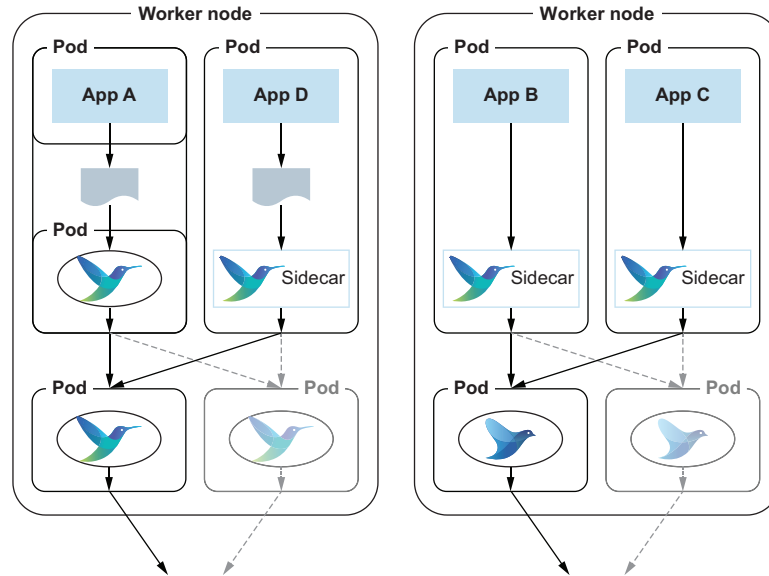 Worker node
Worker node
Pod
Pod
Pod
Pod
App A
App D
App B
App C
Pod
Sidecar
Sidecar
Sidecar
Pod
Pod
Pod
Pod